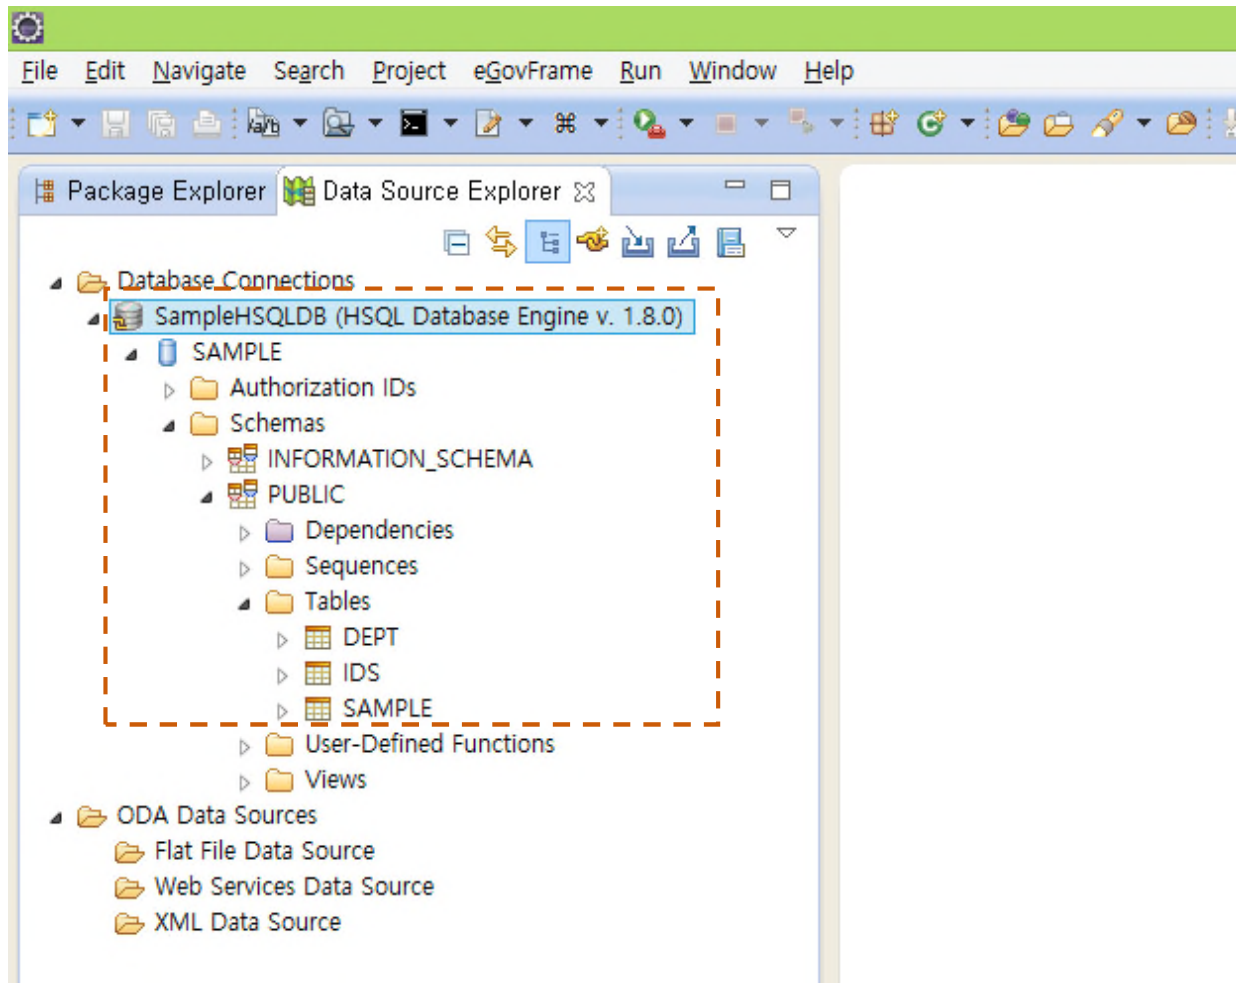 File Edit Navigate Search Project eGovFrame Run Window Help
Package Explorer Data Source Explorer
Database Connections
SampleHSQLDB (HSQL Database Engine v. 1.8.0)
SAMPLE
Authorization IDs
Schemas
INFORMATION_SCHEMA
PUBLIC
Dependencies
Sequences
Tables
DEPT
IDS
SAMPLE
User-Defined Functions
Views
ODA Data Sources
Flat File Data Source
Web Services Data Source
XML Data Source